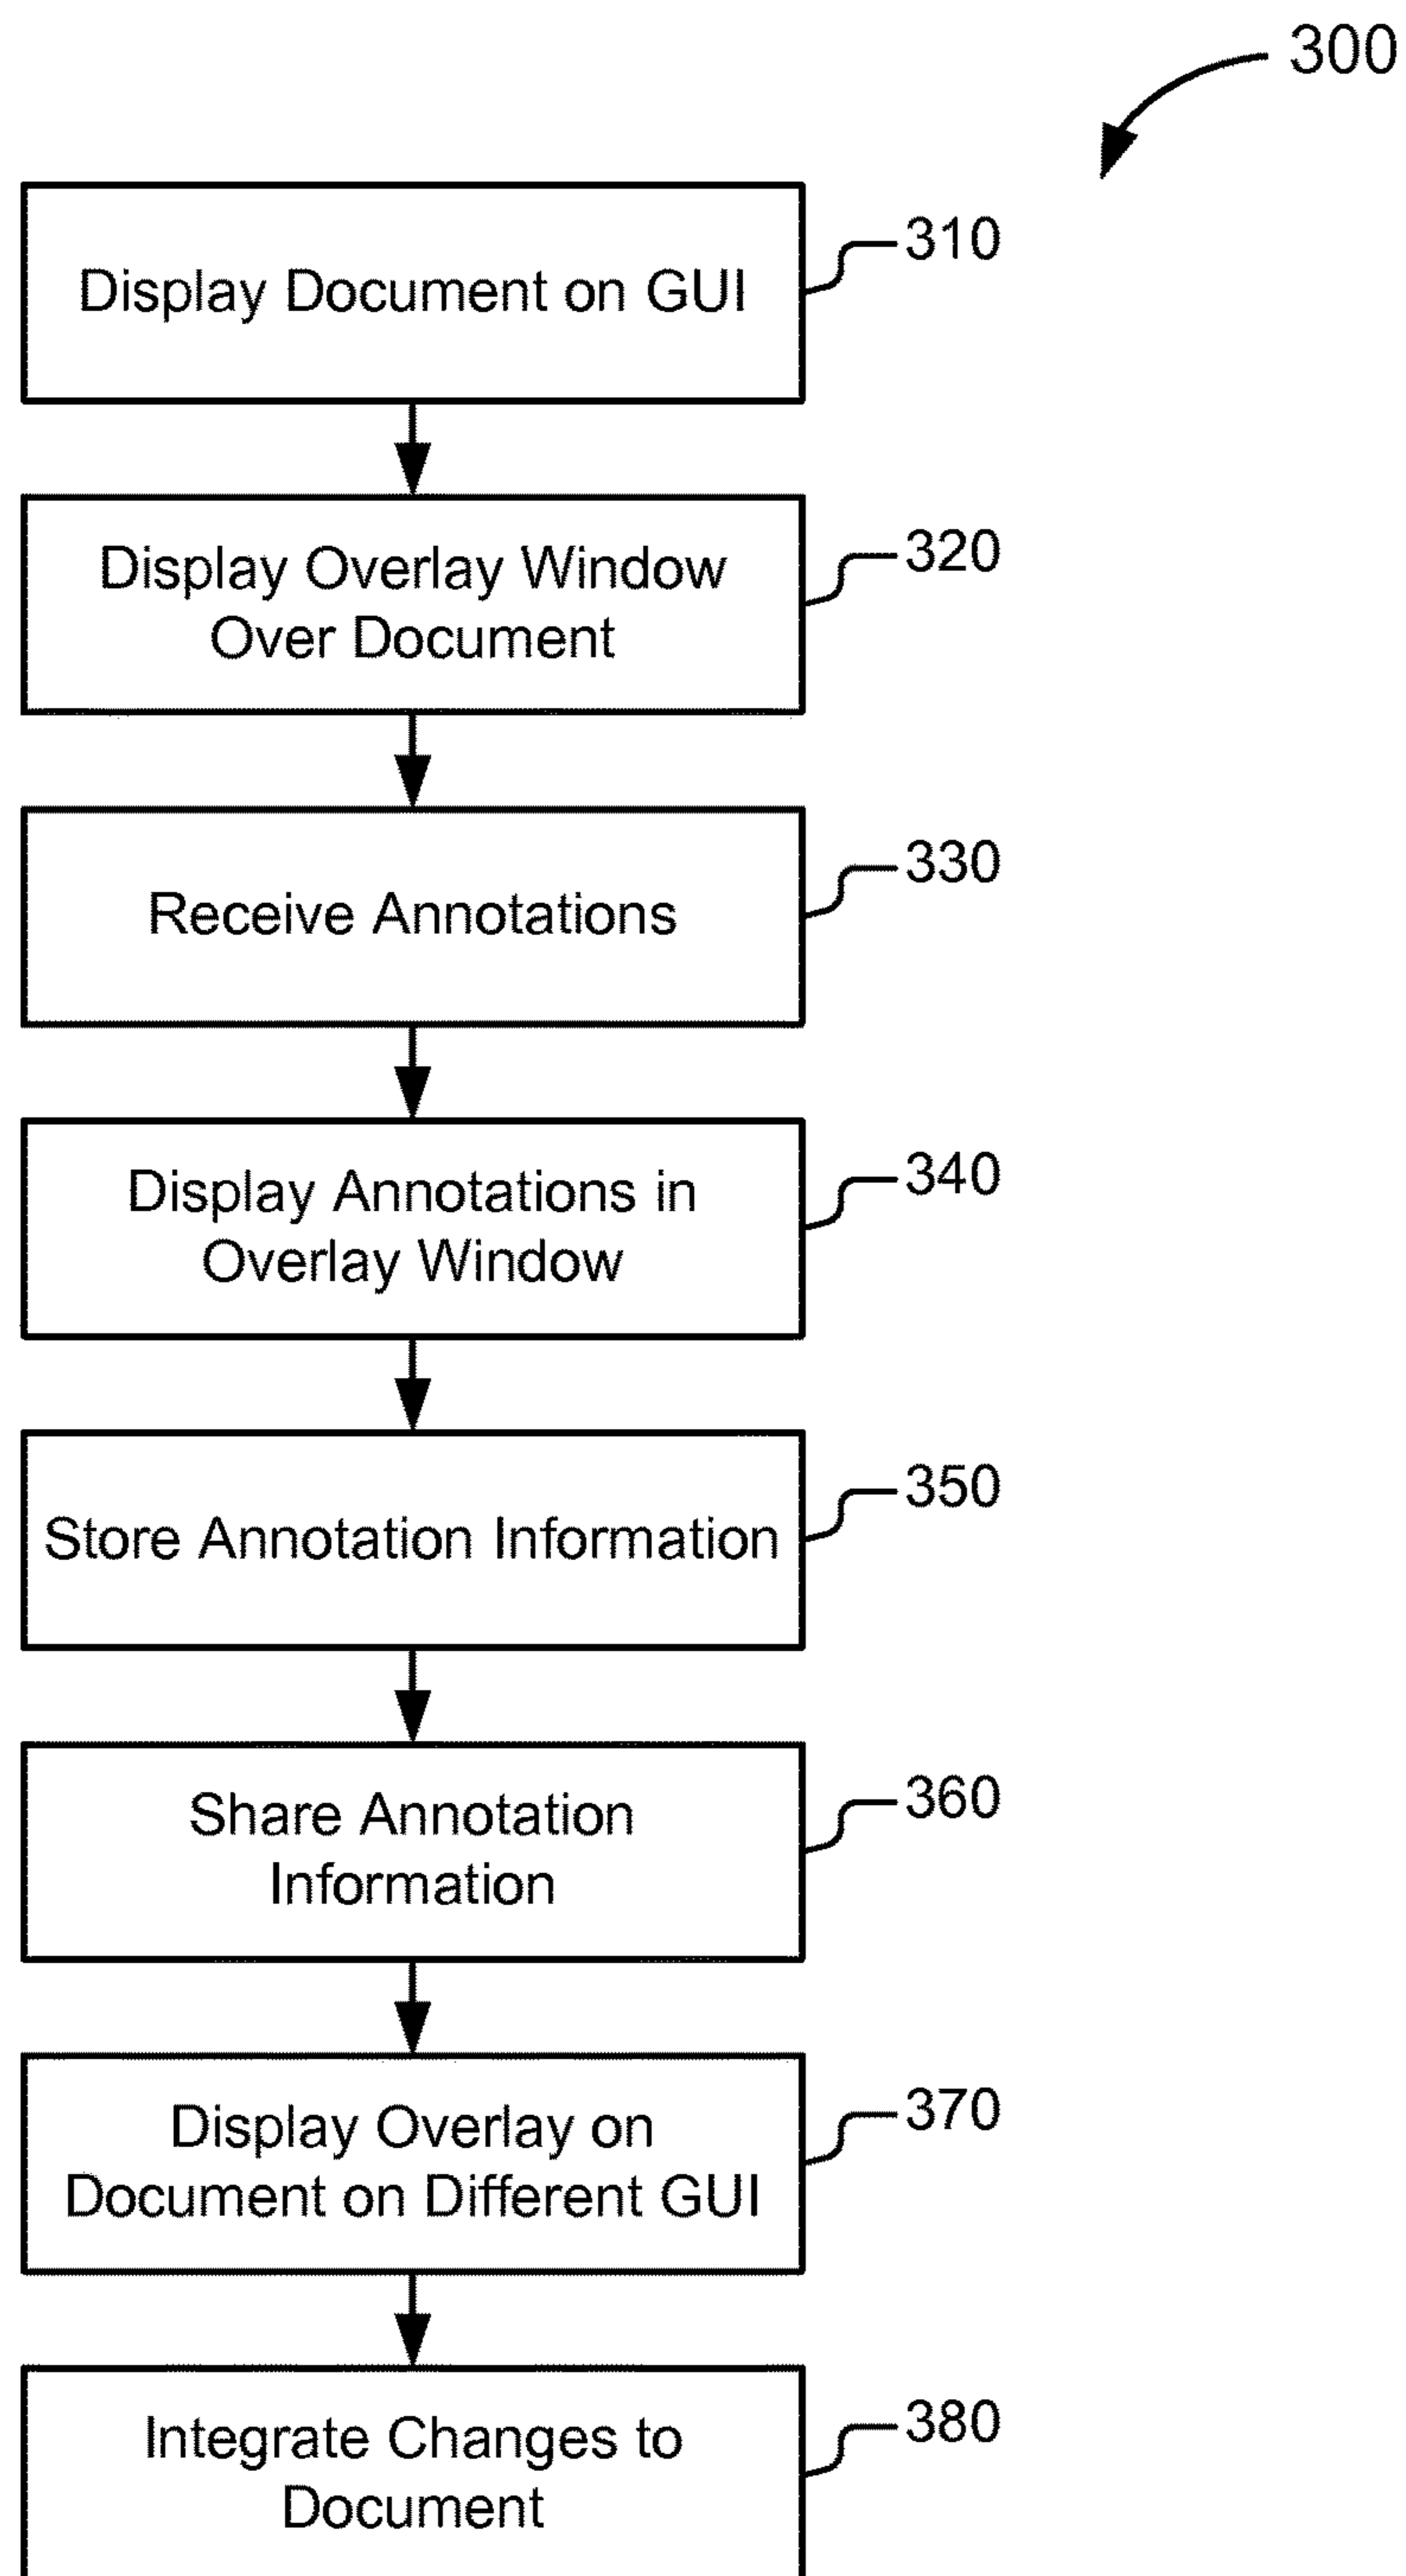 300
Display Document on GUI
310
Display Overlay Window
Over Document
320
Receive Annotations
330
Display Annotations in
Overlay Window
340
Store Annotation Information
350
Share Annotation
Information
360
Display Overlay on
Document on Different GUI
370
Integrate Changes to
Document
380